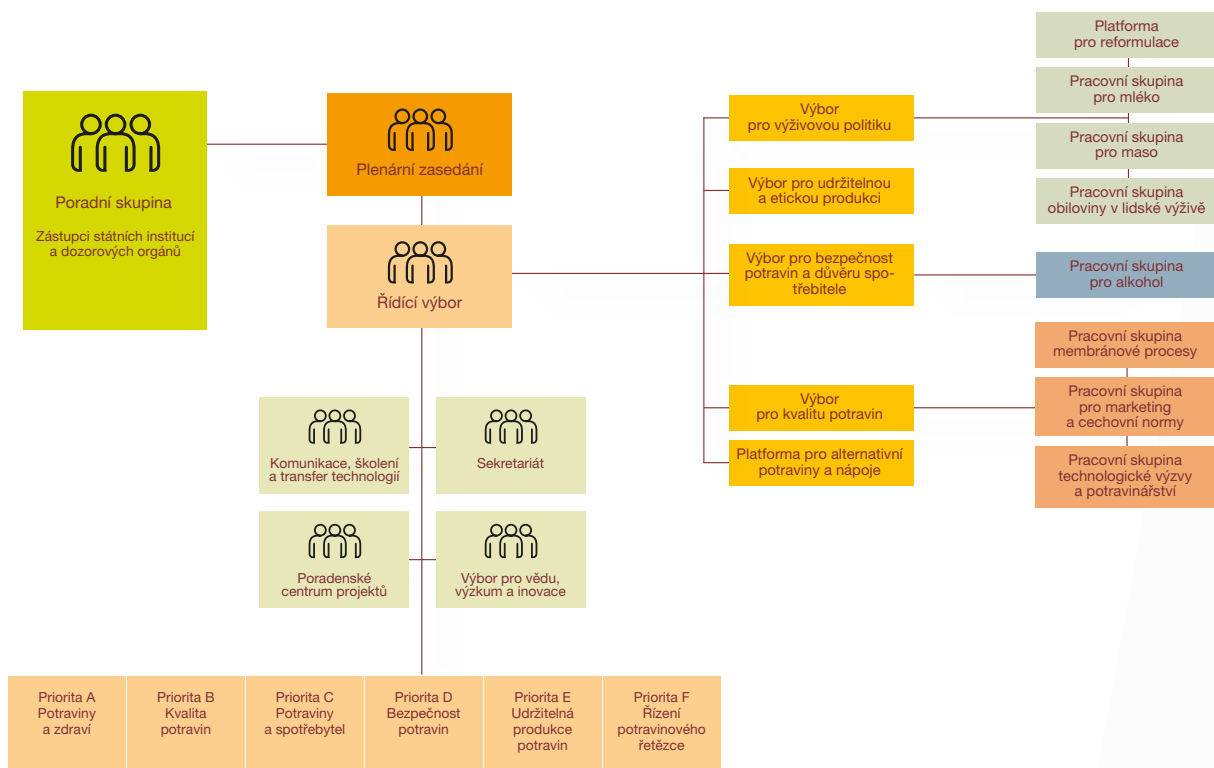 Poradní skupina
Zástupci státních institucí
a dozorových orgánů
Plenární zasedání
Řídící výbor
Komunikace, školení
a transfer technologií
Sekretariát
Poradenské
centrum projektů
Výbor pro vědu,
výzkum a inovace
Výbor
pro výživovou politiku
Výbor pro udržitelnou
a etickou produkci
Výbor pro bezpečnost
potravin a důvěru spo-
třebitele
Výbor
pro kvalitu potravin
Platforma pro alternativní
potraviny a nápoje
Platforma
pro reformulace
Pracovní skupina
pro mléko
Pracovní skupina
pro maso
Pracovní skupina
obiloviny v lidské výživě
Pracovní skupina
pro alkohol
Pracovní skupina
membránové procesy
Pracovní skupina
pro marketing
a cechovní normy
Pracovní skupina
technologické výzvy
a potravinářství
Priorita A
Potraviny
a zdraví
Priorita B
Kvalita
potravin
Priorita C
Potraviny
a spotřebytel
Priorita D
Bezpečnost
potravin
Priorita E
Udržitelná
produkce
potravin
Priorita F
Řízení
potravinového
řetězce